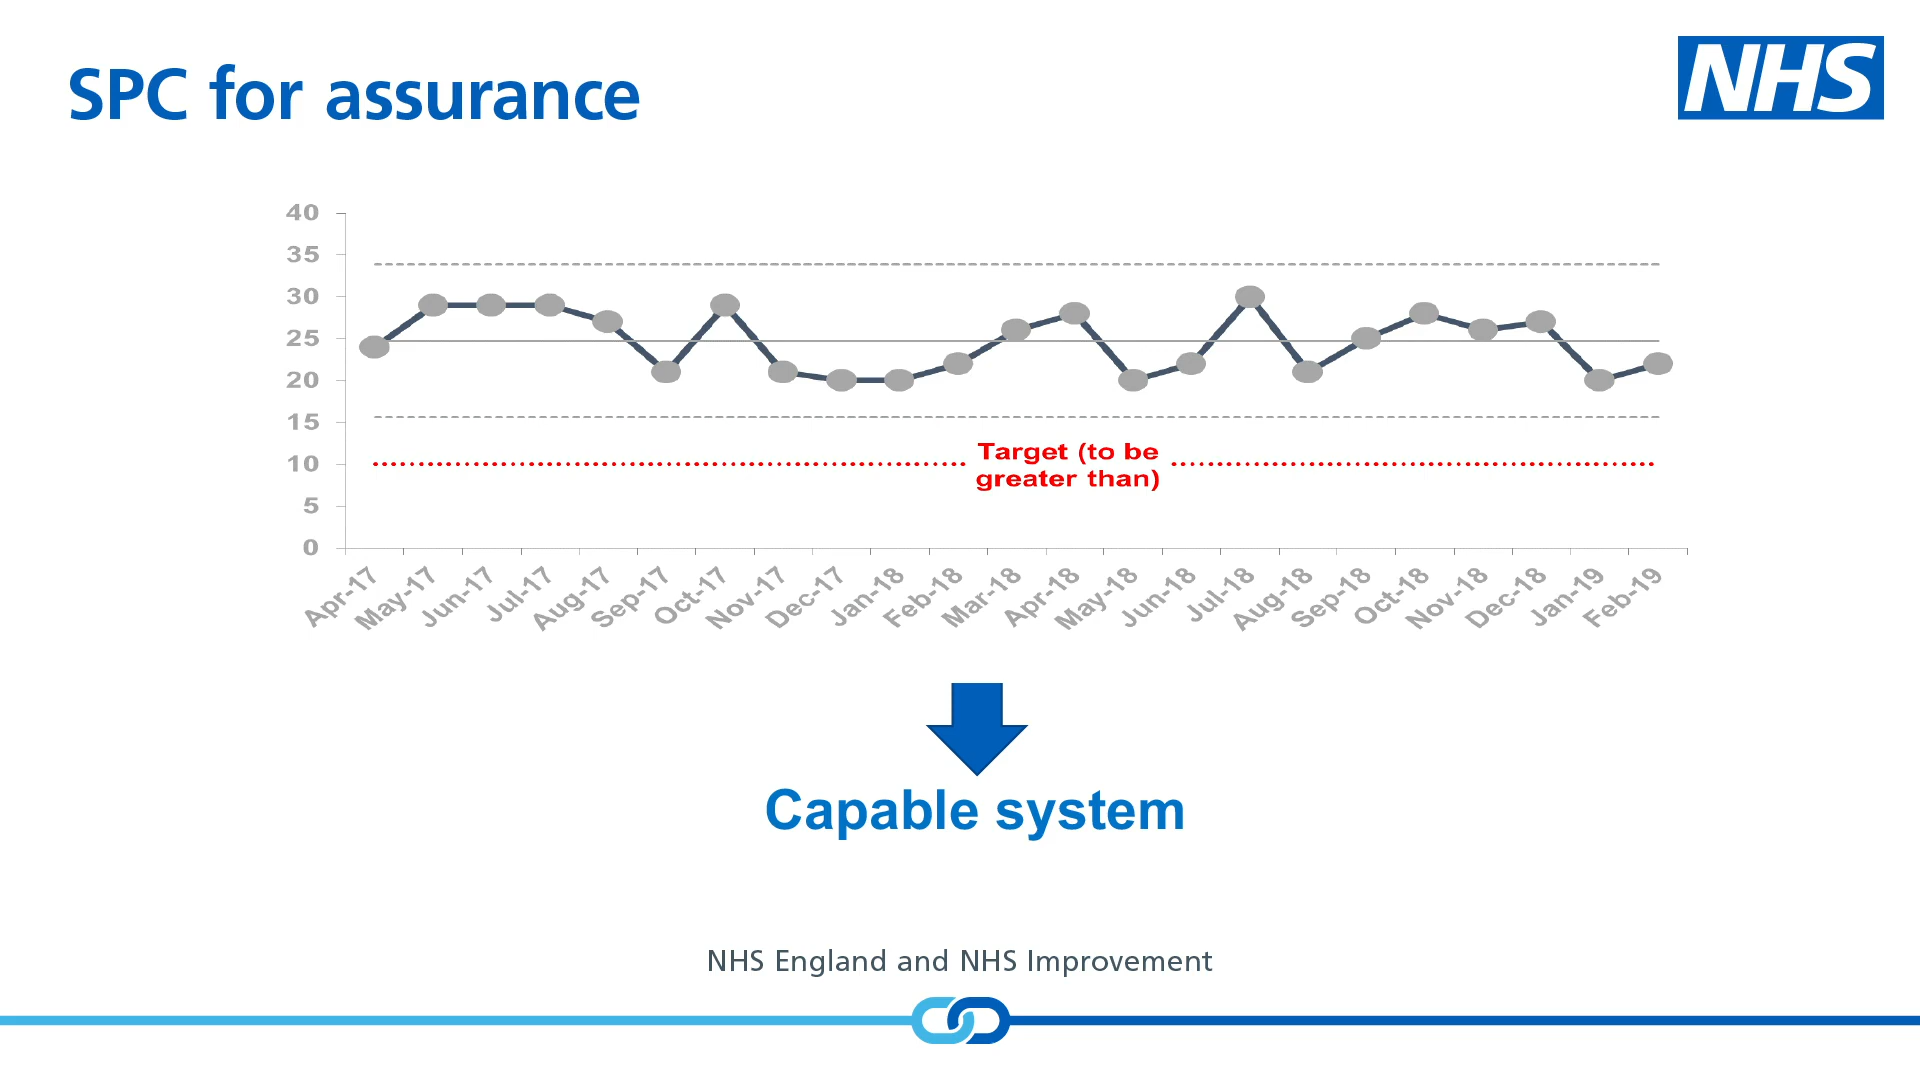 SPC for assurance
NHS
40
35
30
25
20
15
10
5
0
Target (to be
greater than)
Apr-17
May-17
Jun-17
Jul-17
Aug-17
Sep-17
Oct-17
Nov-17
Dec-17
Jan-18
Feb-18
Mar-18
Apr-18
May-18
Jun-18
Jul-18
Aug-18
Sep-18
Oct-18
Nov-18
Dec-18
Jan-19
Feb-19
Capable system
NHS England and NHS Improvement